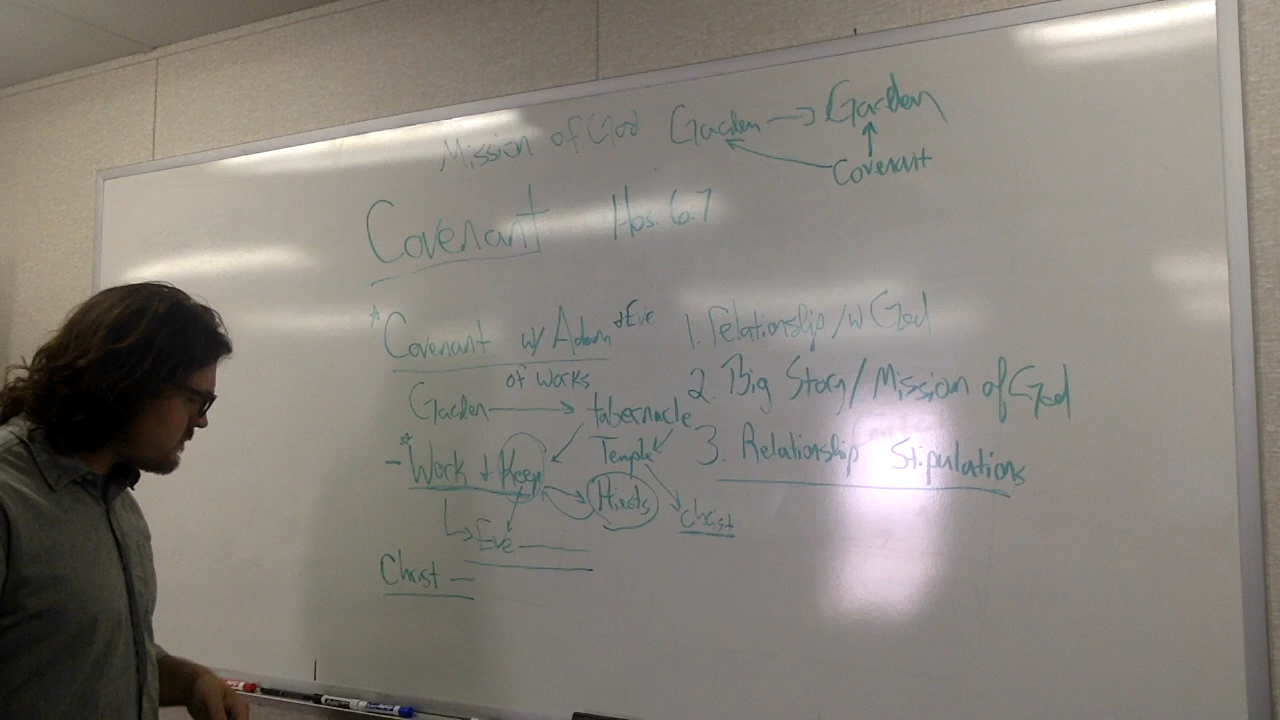 Mission of God Garden → Garden
Covenant
Covenant Hos. 6.7
* Covenant w/ Adam + Eve
of works
Garden → tabernacle
Temple
* - Work + Keep
Christ
Eve
Christ -
1. relationship /w God
2. Big Story / Mission of God
3. Relationship Stipulations